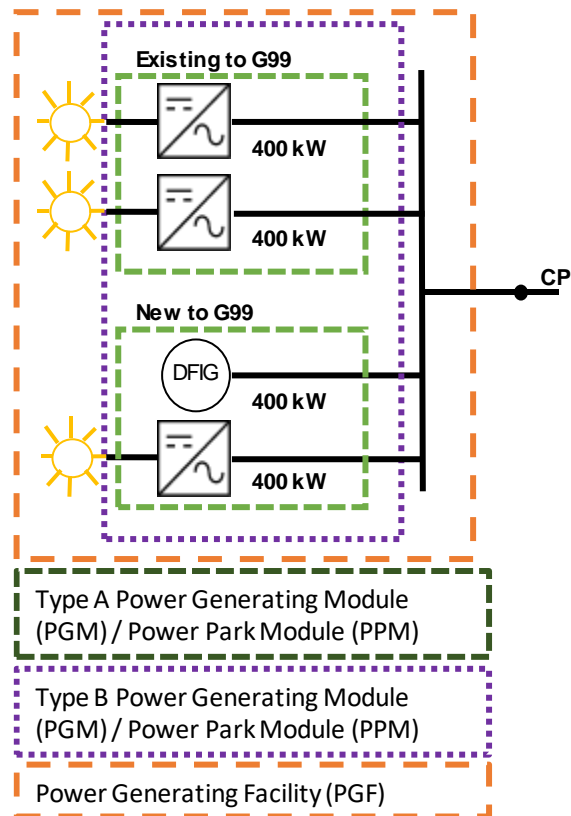 Existing to G99
400 kW
400 kW
CP
New to G99
DFIG
400 kW
400 kW
Type A Power Generating Module
(PGM) / Power Park Module (PPM)
Type B Power Generating Module
(PGM) / Power Park Module (PPM)
Power Generating Facility (PGF)